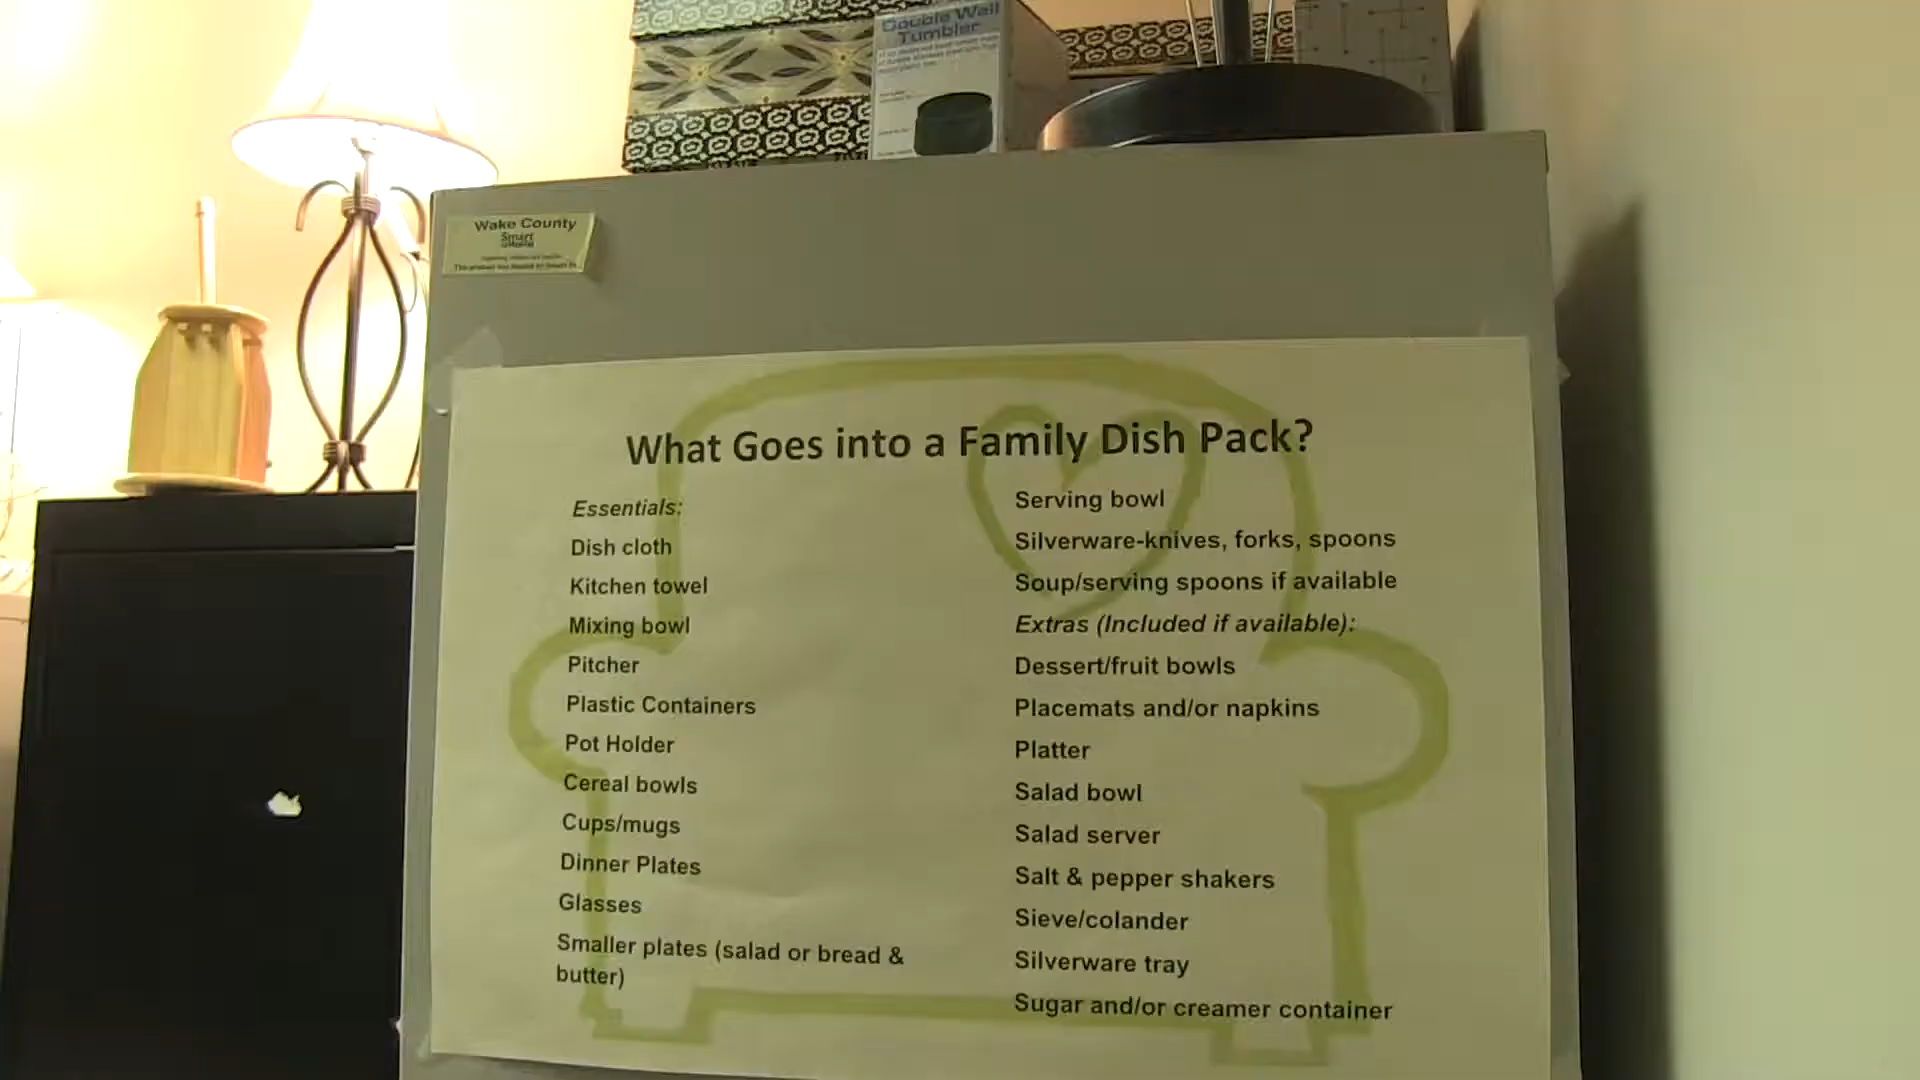 Double Wall
Tumbler
Wake County
Smart
What Goes into a Family Dish Pack?
Essentials:
Dish cloth
Kitchen towel
Mixing bowl
Pitcher
Plastic Containers
Pot Holder
Cereal bowls
Cups/mugs
Dinner Plates
Glasses
Smaller plates (salad or bread &
butter)
Serving bowl
Silverware-knives, forks, spoons
Soup/serving spoons if available
Extras (Included if available):
Dessert/fruit bowls
Placemats and/or napkins
Platter
Salad bowl
Salad server
Salt & pepper shakers
Sieve/colander
Silverware tray
Sugar and/or creamer container